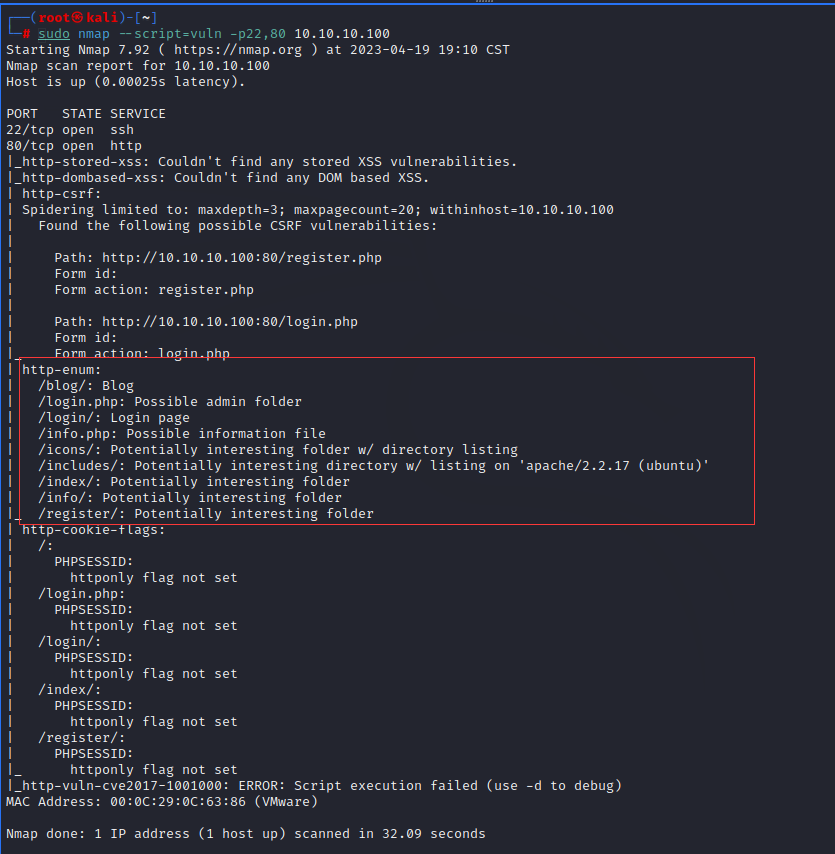 ┌──(root㉿kali)-[~]
└─# sudo nmap --script=vuln -p22,80 10.10.10.100
Starting Nmap 7.92 ( https://nmap.org ) at 2023-04-19 19:10 CST
Nmap scan report for 10.10.10.100
Host is up (0.00025s latency).

PORT   STATE SERVICE
22/tcp open  ssh
80/tcp open  http
|_http-stored-xss: Couldn't find any stored XSS vulnerabilities.
|_http-dombased-xss: Couldn't find any DOM based XSS.
| http-csrf:
| Spidering limited to: maxdepth=3; maxpagecount=20; withinhost=10.10.10.100
|   Found the following possible CSRF vulnerabilities:
|
|     Path: http://10.10.10.100:80/register.php
|     Form id:
|     Form action: register.php
|
|     Path: http://10.10.10.100:80/login.php
|     Form id:
|_    Form action: login.php
| http-enum:
|   /blog/: Blog
|   /login.php: Possible admin folder
|   /login/: Login page
|   /info.php: Possible information file
|   /icons/: Potentially interesting folder w/ directory listing
|   /includes/: Potentially interesting directory w/ listing on 'apache/2.2.17 (ubuntu)'
|   /index/: Potentially interesting folder
|   /info/: Potentially interesting folder
|_  /register/: Potentially interesting folder
| http-cookie-flags:
|   /:
|     PHPSESSID:
|       httponly flag not set
|   /login.php:
|     PHPSESSID:
|       httponly flag not set
|   /login/:
|     PHPSESSID:
|       httponly flag not set
|   /index/:
|     PHPSESSID:
|       httponly flag not set
|   /register/:
|     PHPSESSID:
|_      httponly flag not set
|_http-vuln-cve2017-1001000: ERROR: Script execution failed (use -d to debug)
MAC Address: 00:0C:29:0C:63:86 (VMware)

Nmap done: 1 IP address (1 host up) scanned in 32.09 seconds